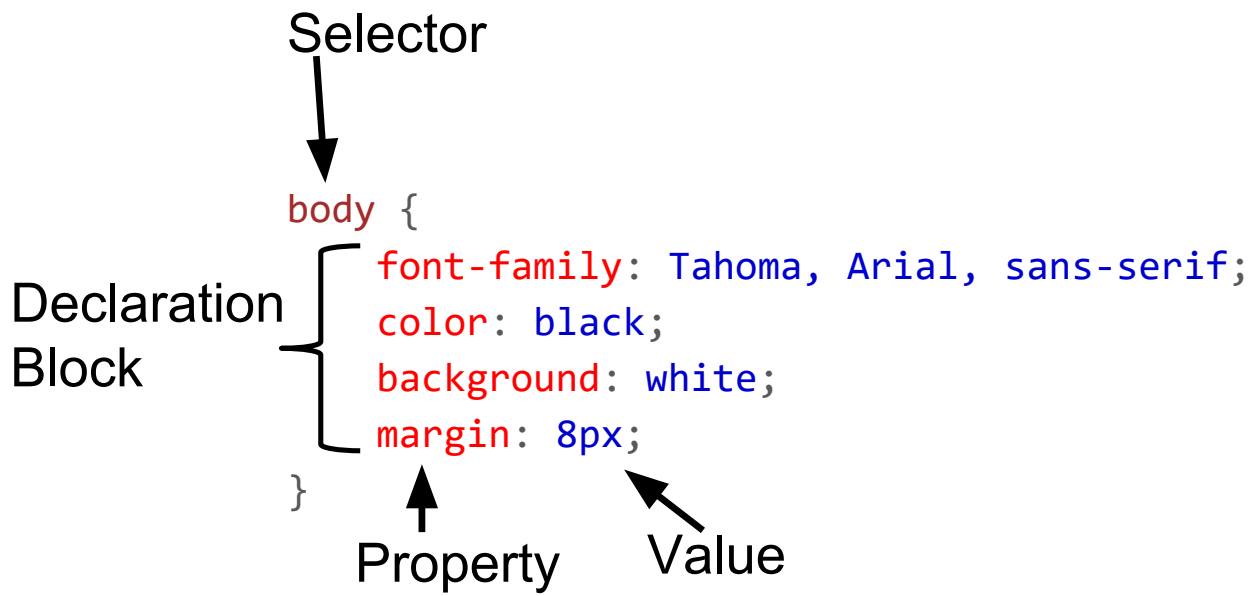 Selector
body {
font-family: Tahoma, Arial, sans-serif;
Declaration
Block
color: black;
background: white;
margin: 8px;
}
Property
Value